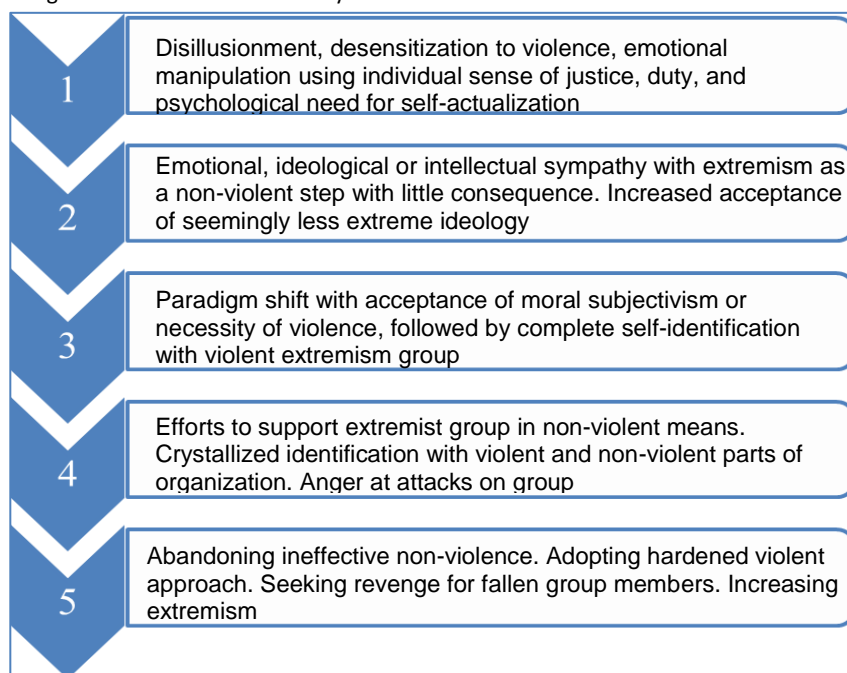 1
Disillusionment, desensitization to violence, emotional
manipulation using individual sense of justice, duty, and
psychological need for self-actualization
2
Emotional, ideological or intellectual sympathy with extremism as
a non-violent step with little consequence. Increased acceptance
of seemingly less extreme ideology
3
Paradigm shift with acceptance of moral subjectivism or
necessity of violence, followed by complete self-identification
with violent extremism group
4
Efforts to support extremist group in non-violent means.
Crystallized identification with violent and non-violent parts of
organization. Anger at attacks on group
5
Abandoning ineffective non-violence. Adopting hardened violent
approach. Seeking revenge for fallen group members. Increasing
extremism